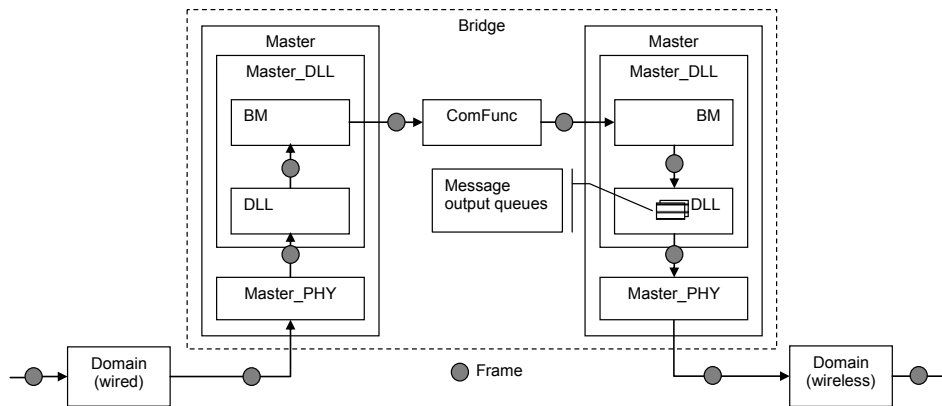 Bridge
Master
Master
Master_DLL
Master_DLL
BM
ComFunc
BM
Message
output queues
DLL
DLL
Master_PHY
Master_PHY
Domain
(wired)
Frame
Domain
(wireless)